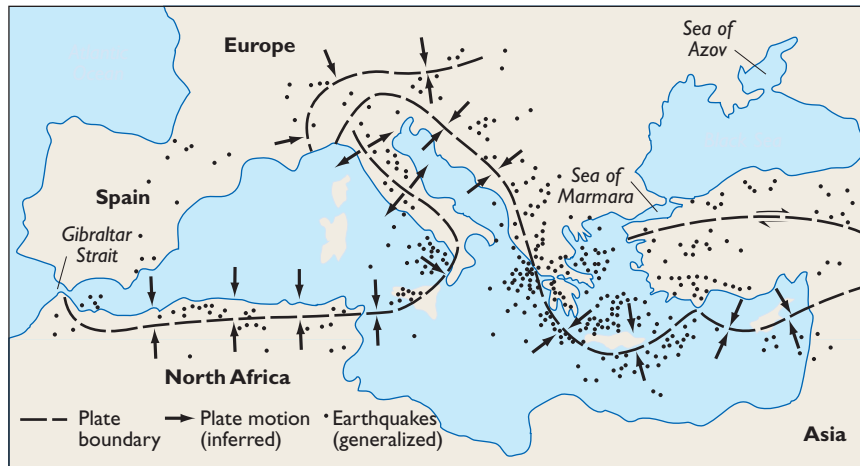 Europe
Sea of
Azov
Spain
Sea of
Marmara
Gibraltar
Strait
North Africa
Plate
boundary
Plate motion
(inferred)
Earthquakes
(generalized)
Asia